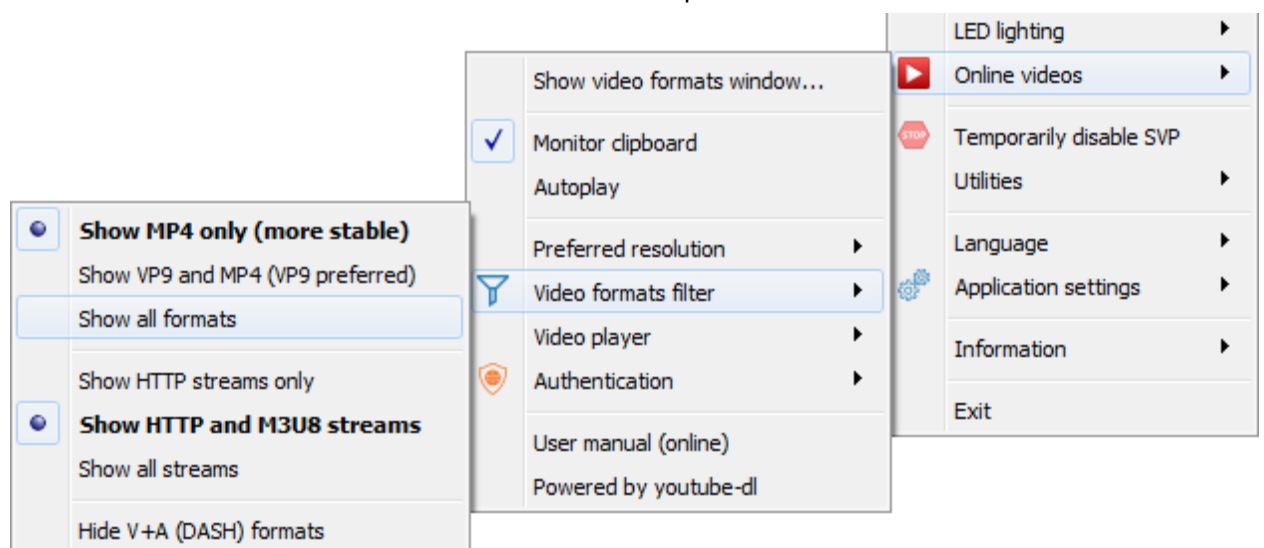 LED lighting
Online videos
STOP
Temporarily disable SVP
Utilities
Language
Application settings
Information
Exit
Show video formats window...
Monitor clipboard
Autoplay
Preferred resolution
Video formats filter
Video player
Authentication
User manual (online)
Powered by youtube-dl
Show MP4 only (more stable)
Show VP9 and MP4 (VP9 preferred)
Show all formats
Show HTTP streams only
Show HTTP and M3U8 streams
Show all streams
Hide V+A (DASH) formats